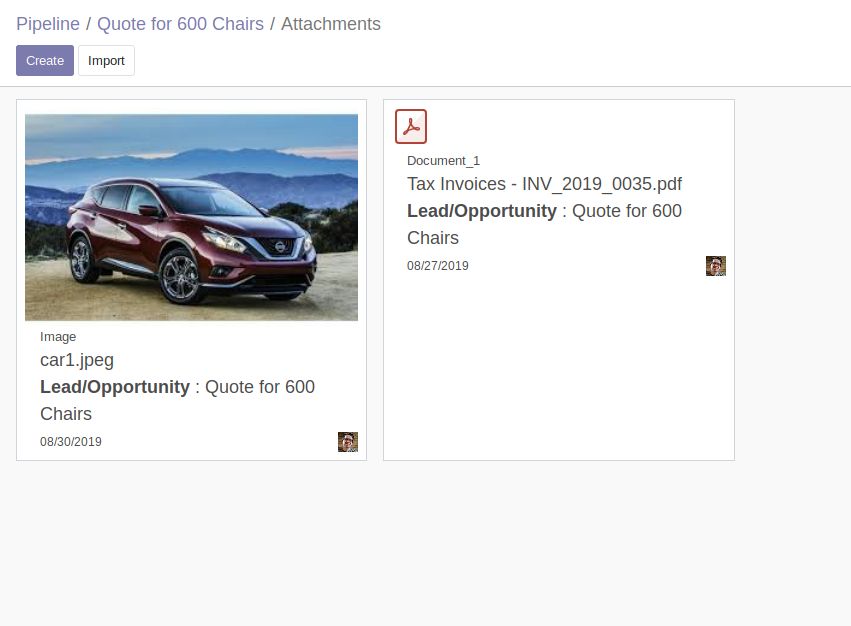 Pipeline / Quote for 600 Chairs / Attachments
Create Import
Image
car1.jpeg
Lead/Opportunity : Quote for 600
Chairs
08/30/2019
Document_1
Tax Invoices - INV_2019_0035.pdf
Lead/Opportunity : Quote for 600
Chairs
08/27/2019